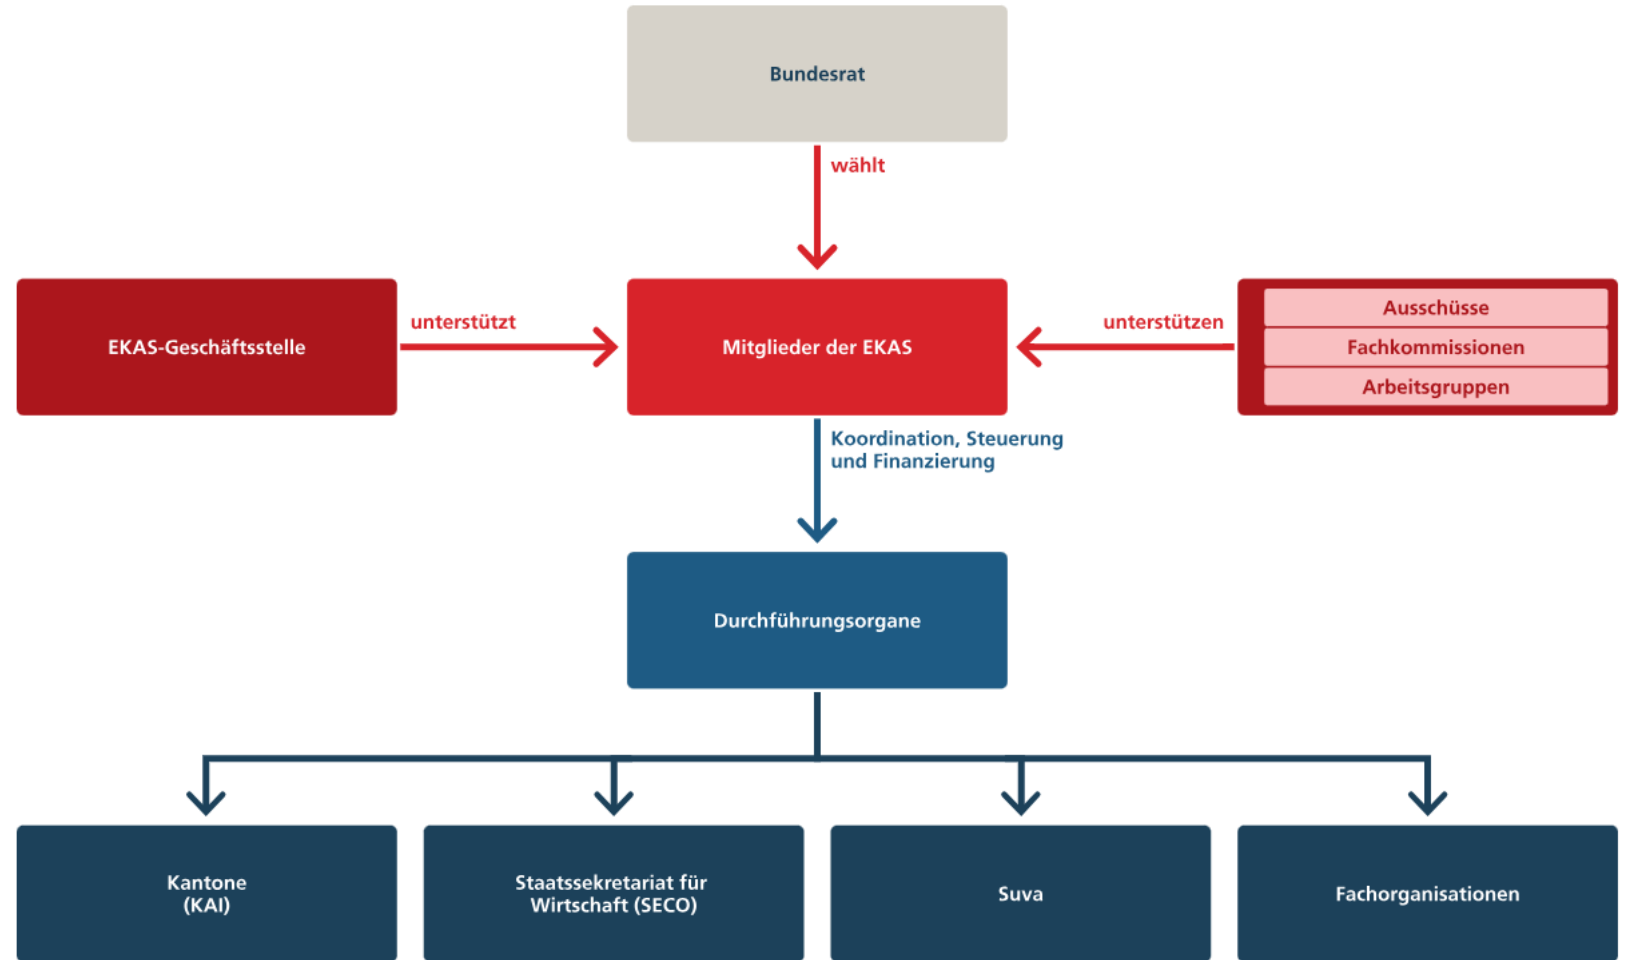 Bundesrat
wählt
EKAS-Geschäftsstelle
unterstützt
Mitglieder der EKAS
unterstützen
Ausschüsse
Fachkommissionen
Arbeitsgruppen
Koordination, Steuerung
und Finanzierung
Durchführungsorgane
Kantone
(KAI)
Staatssekretariat für
Wirtschaft (SECO)
Suva
Fachorganisationen